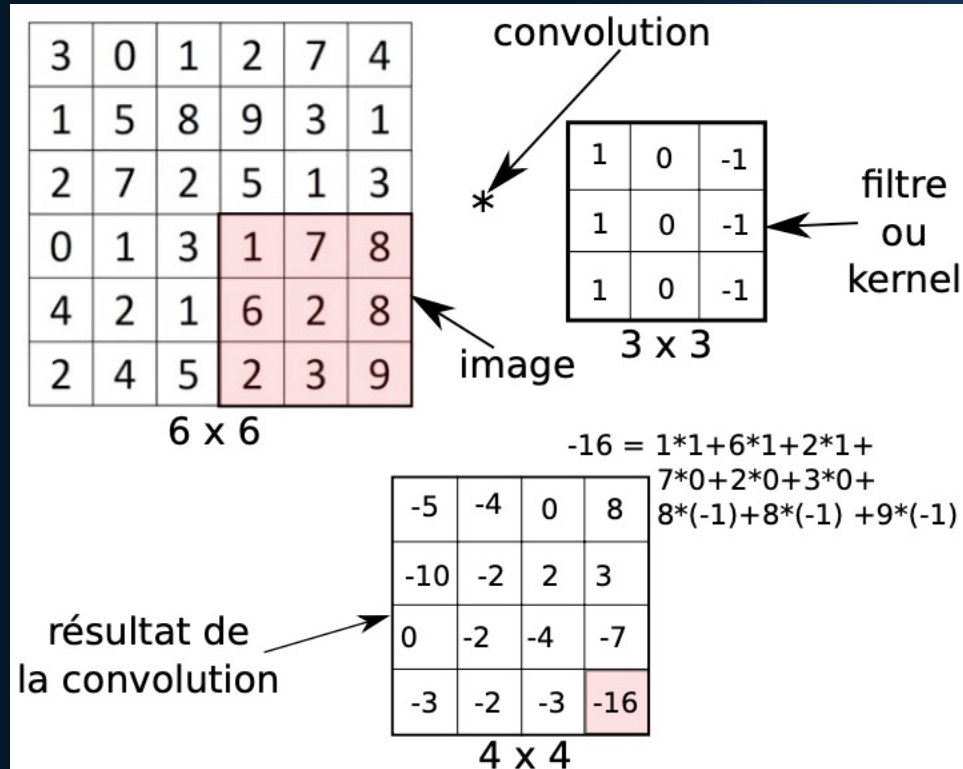 convolution
3 0 1 2 7 4
1 5 8 9 3 1
2 7 2 5 1 3
0 1 3 1 7 8
4 2 1 6 2 8
2 4 5 2 3 9
6 x 6
*
1 0 -1
1 0 -1
1 0 -1
3 x 3
filtre
ou
kernel
image
-16 = 1*1+6*1+2*1+
7*0+2*0+3*0+
8*(-1)+8*(-1) +9*(-1)
-5 -4 0 8
-10 -2 2 3
0 -2 -4 -7
-3 -2 -3 -16
4 x 4
résultat de
la convolution